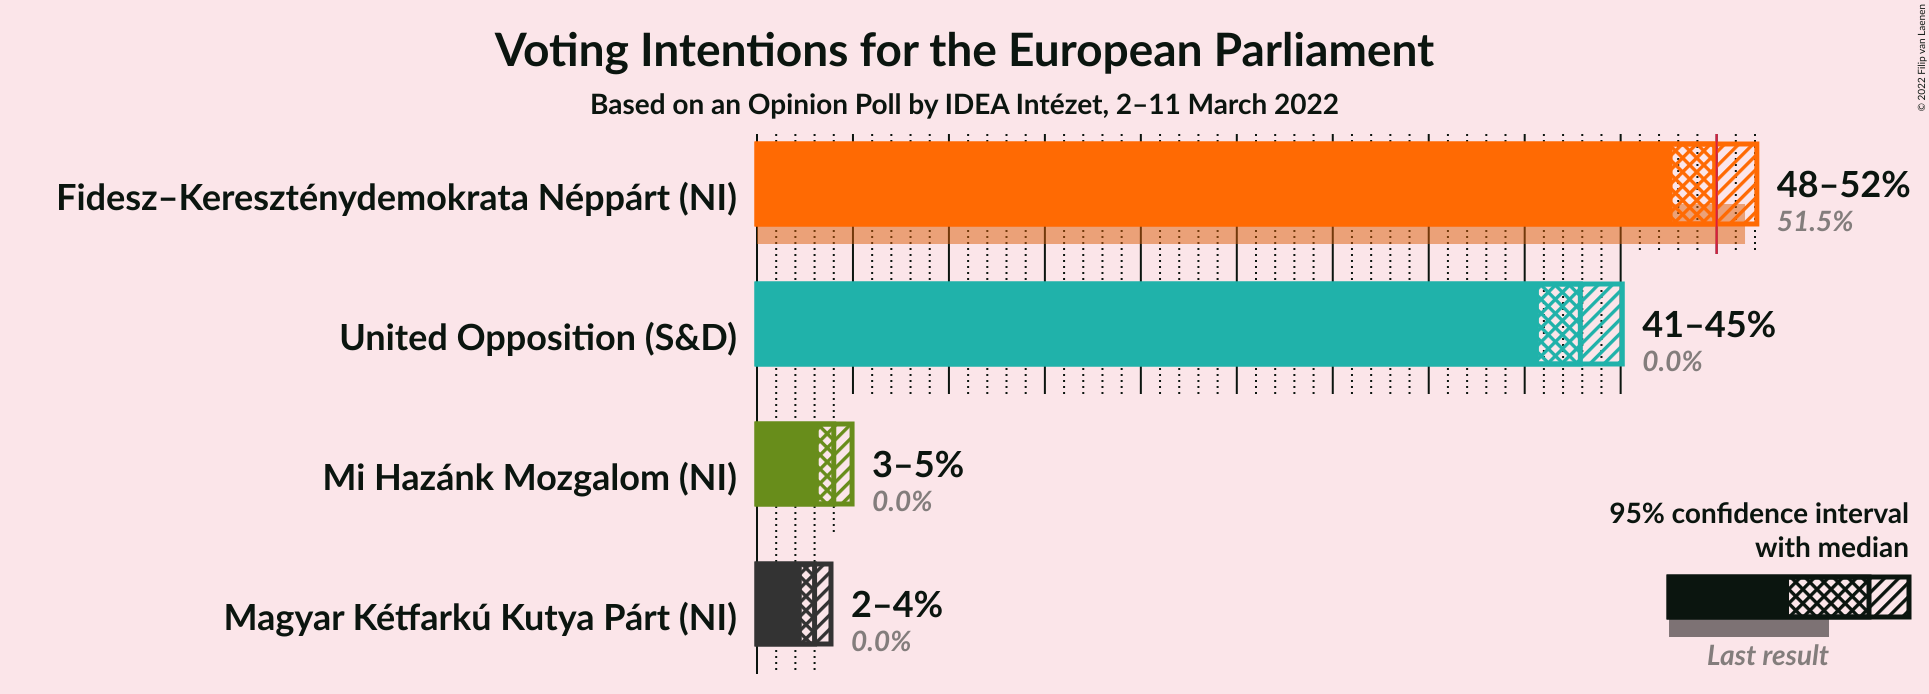 Voting Intentions for the European Parliament
Based on an Opinion Poll by IDEA Intézet, 2–11 March 2022
© 2022 Filip van Laenen
Fidesz–Kereszténydemokrata Néppárt (NI)
48–52%
51.5%
United Opposition (S&D)
41–45%
0.0%
Mi Hazánk Mozgalom (NI)
3–5%
0.0%
Magyar Kétfarkú Kutya Párt (NI)
2–4%
0.0%
95% confidence interval
with median
Last result